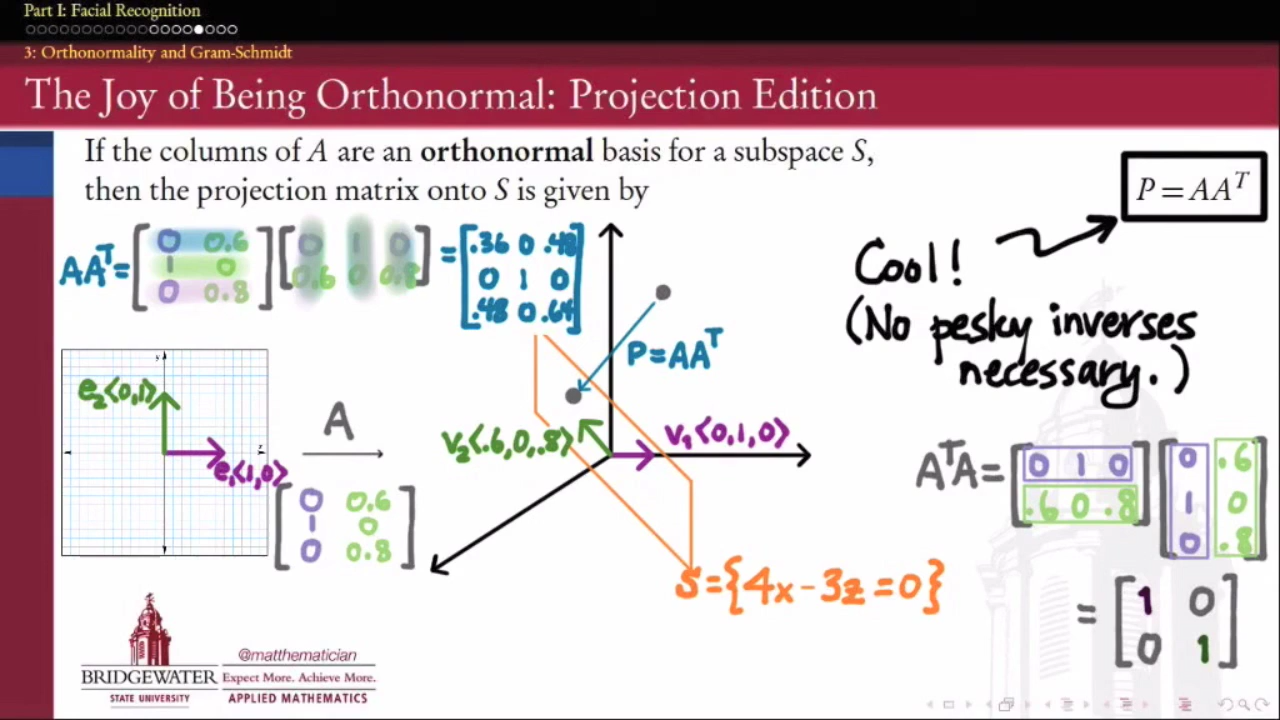 Part I: Facial Recognition
3: Orthonormality and Gram-Schmidt
The Joy of Being Orthonormal: Projection Edition
If the columns of A are an orthonormal basis for a subspace S,
then the projection matrix onto S is given by
P = AAᵀ
AAᵀ = [0 0.6; 1 0; 0 0.8] [0 1 0; 0.6 0 0.8] = [.36 0 .48; 0 1 0; .48 0 .64]
Cool!
(No pesky inverses
necessary.)
P = AAᵀ
y
x
e₂⟨0,1⟩
e₁⟨1,0⟩
A
[0 0.6; 1 0; 0 0.8]
v₂⟨.6,0,.8⟩
v₁⟨0,1,0⟩
S={4x-3z=0}
AᵀA = [0 1 0; .6 0 .8] [0 .6; 1 0; 0 .8]
= [1 0; 0 1]
BRIDGEWATER
STATE UNIVERSITY
@matthematician
Expect More. Achieve More.
APPLIED MATHEMATICS